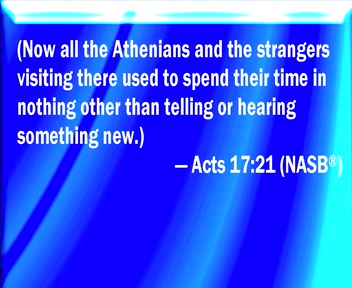 (Now all the Athenians and the strangers
visiting there used to spend their time in
nothing other than telling or hearing
something new.)
— Acts 17:21 (NASB®)